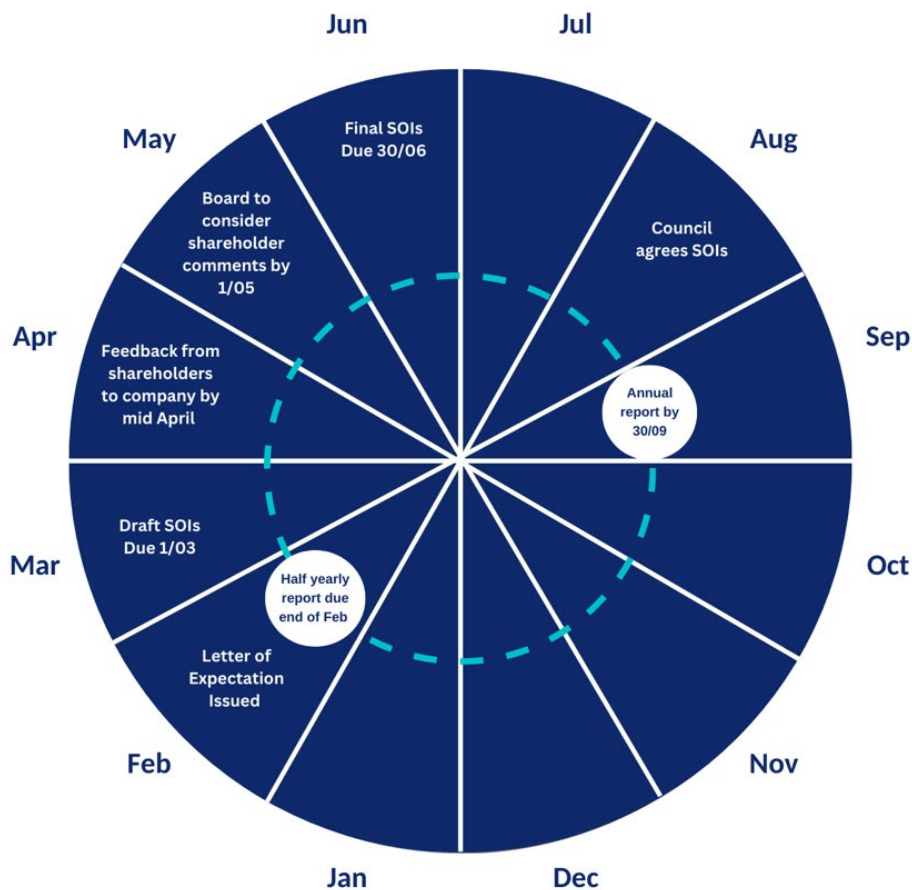 Jun
Jul
May
Final SOIs
Due 30/06
Aug
Board to
consider
shareholder
comments by
1/05
Council
agrees SOIs
Apr
Sep
Feedback from
shareholders
to company by
mid April
Annual
report by
30/09
Draft SOIs
Due 1/03
Mar
Oct
Half yearly
report due
end of Feb
Letter of
Expectation
Issued
Feb
Nov
Jan
Dec